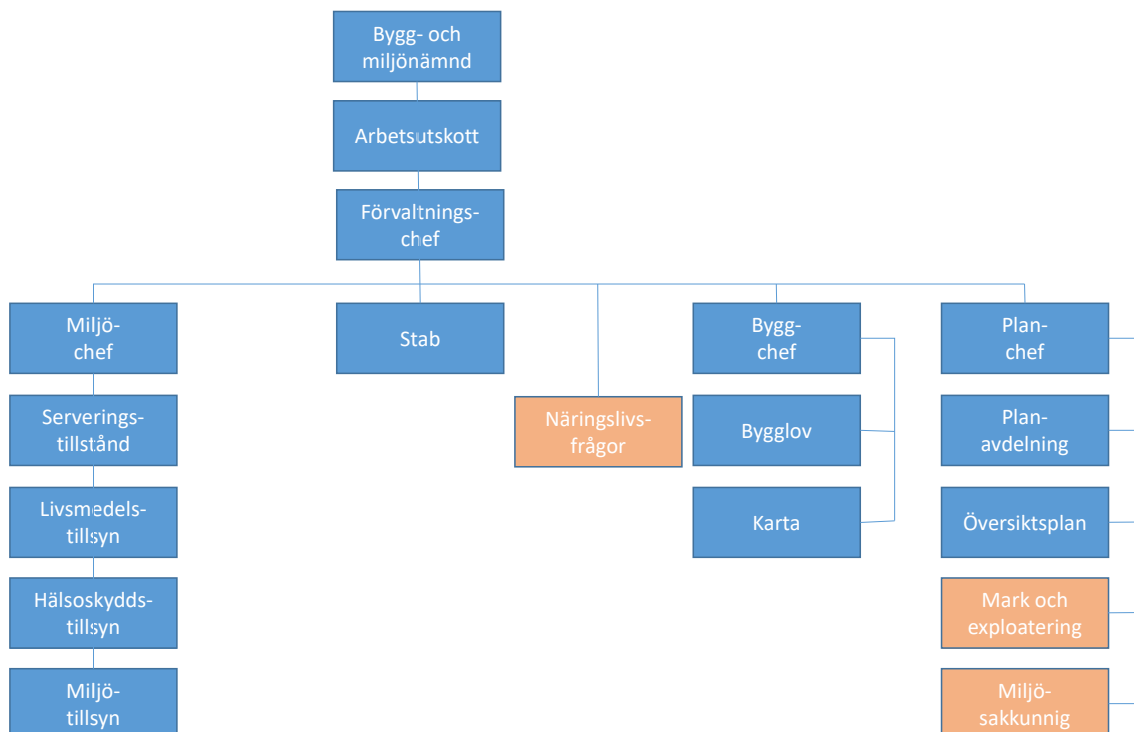 Bygg- och
miljönämnd
Arbetsutskott
Förvaltnings-
chef
Miljö-
chef
Stab
Bygg-
chef
Plan-
chef
Serverings-
tillstånd
Näringslivs-
frågor
Bygglov
Plan-
avdelning
Livsmedels-
tillsyn
Karta
Översiktsplan
Hälsoskydds-
tillsyn
Mark och
exploatering
Miljö-
tillsyn
Miljö-
sakkunnig